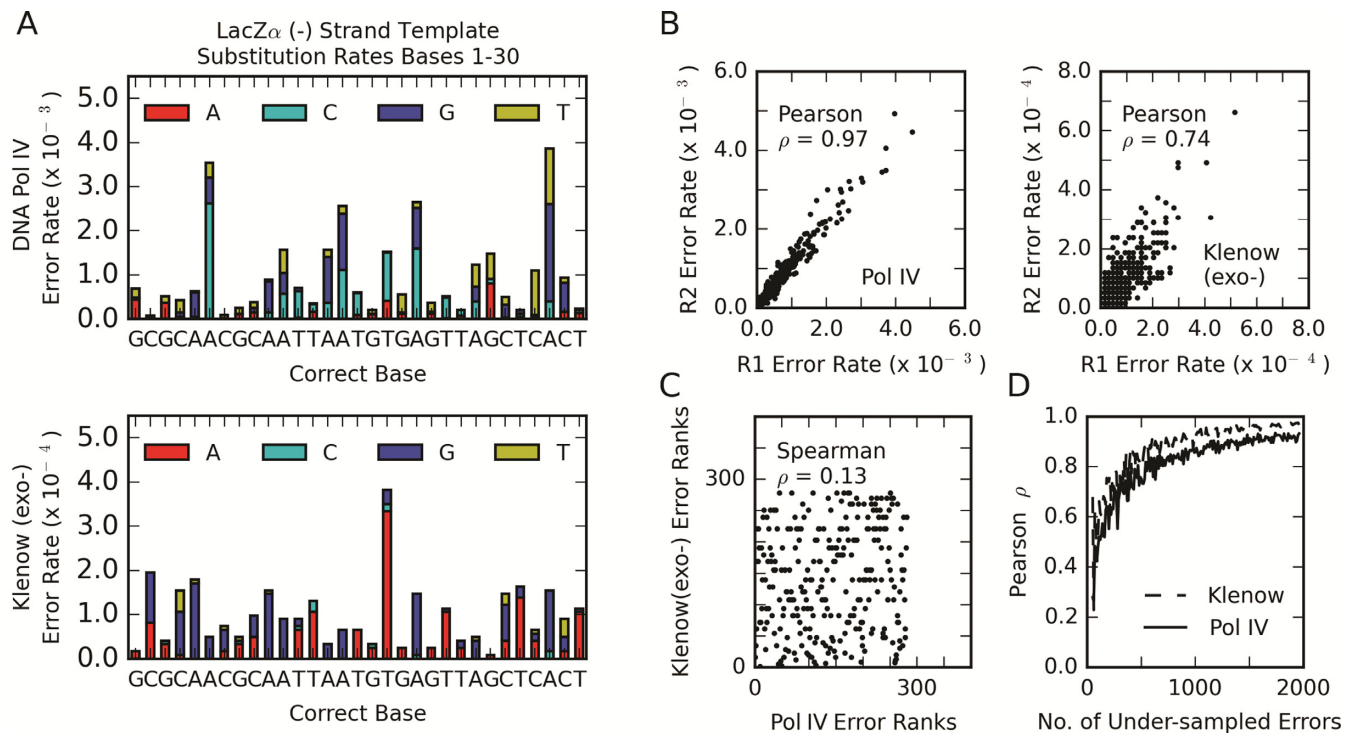 A
LacZα (-) Strand Template
Substitution Rates Bases 1-30
DNA Pol IV
Error Rate (x 10⁻³)
5.0
4.0
3.0
2.0
1.0
0.0
A C G T
GCGCAACGCAATTAATGTGAGTTAGCTCACT
Correct Base
Klenow (exo-)
Error Rate (x 10⁻⁴)
5.0
4.0
3.0
2.0
1.0
0.0
A C G T
GCGCAACGCAATTAATGTGAGTTAGCTCACT
Correct Base
B
R2 Error Rate (x 10⁻³)
6.0
4.0
2.0
0.0
Pearson
ρ = 0.97
Pol IV
0.0 2.0 4.0 6.0
R1 Error Rate (x 10⁻³)
R2 Error Rate (x 10⁻⁴)
8.0
6.0
4.0
2.0
0.0
Pearson
ρ = 0.74
Klenow
(exo-)
0.0 2.0 4.0 6.0 8.0
R1 Error Rate (x 10⁻⁴)
C
Klenow(exo-) Error Ranks
300
0
Spearman
ρ = 0.13
0 300
Pol IV Error Ranks
D
Pearson ρ
1.0
0.8
0.6
0.4
0.2
0.0
Klenow
Pol IV
0 1000 2000
No. of Under-sampled Errors